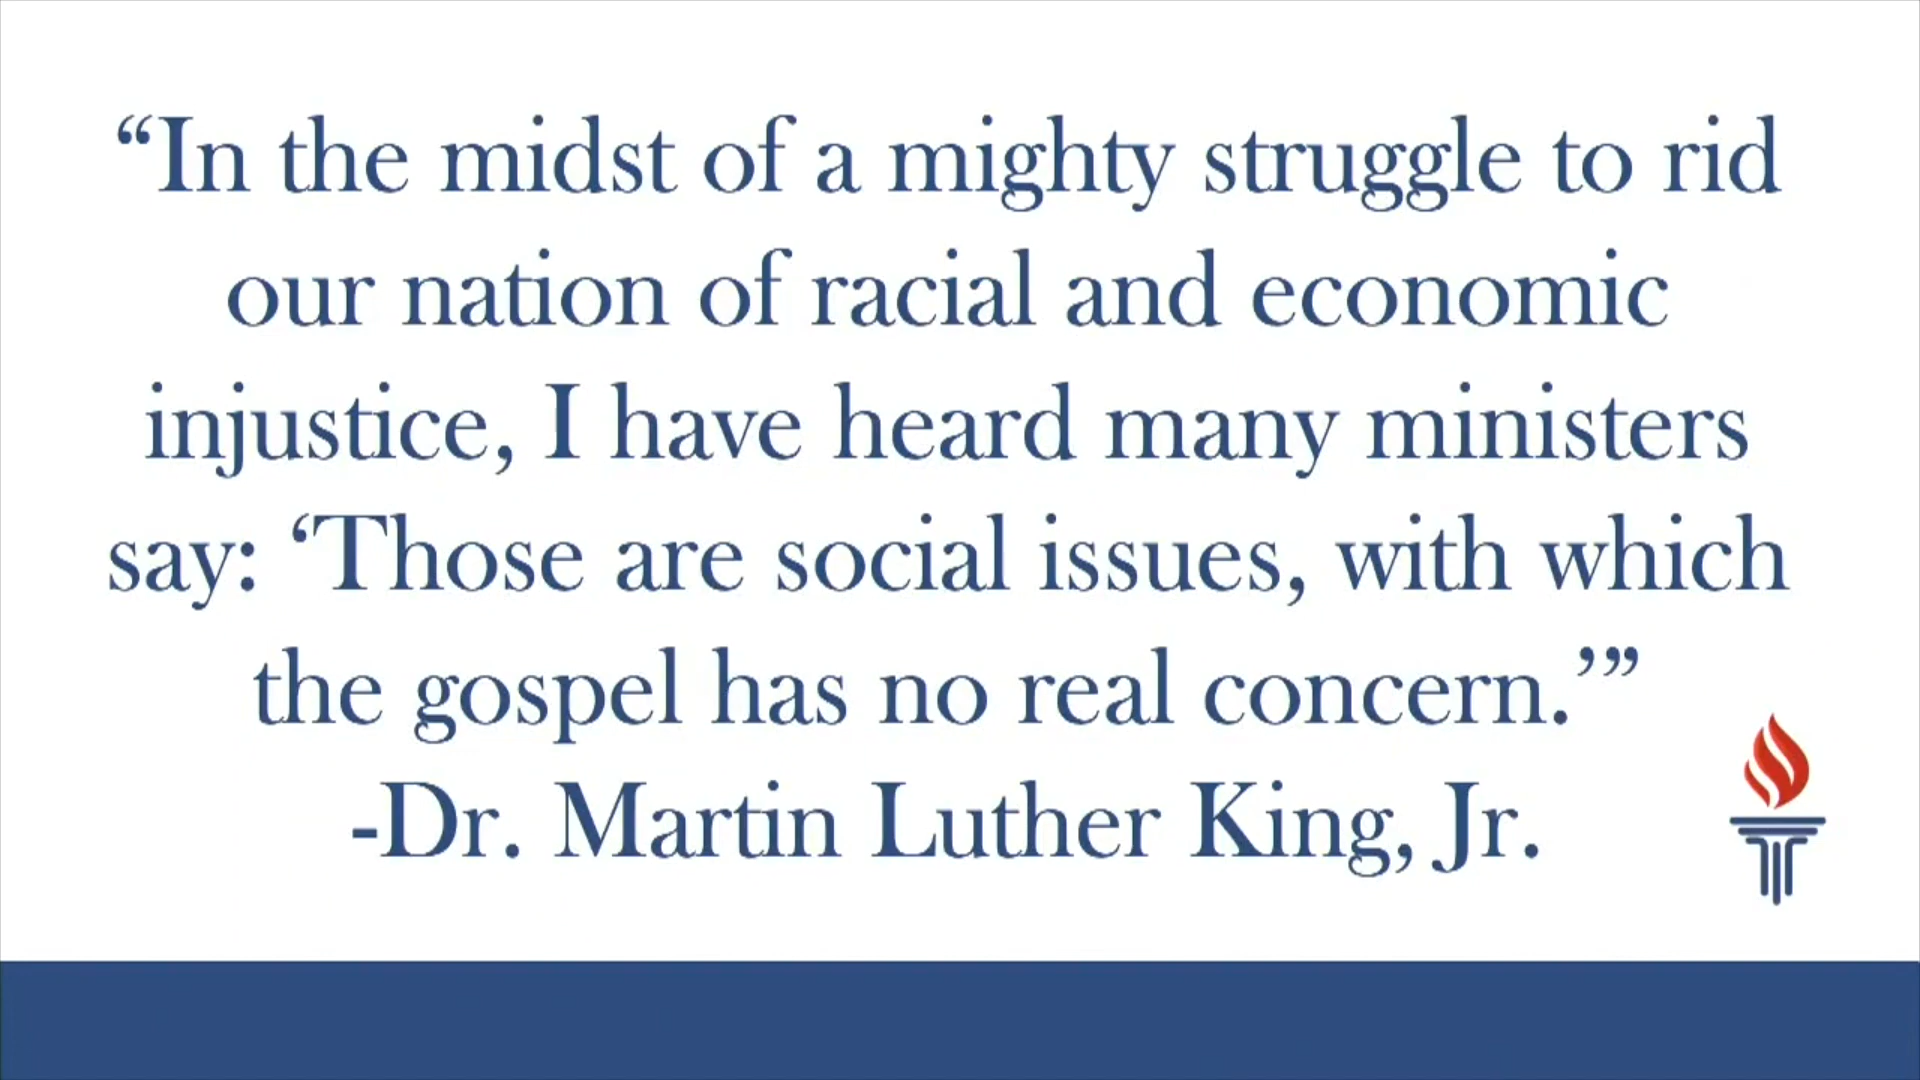 “In the midst of a mighty struggle to rid
our nation of racial and economic
injustice, I have heard many ministers
say: ‘Those are social issues, with which
the gospel has no real concern.’”
-Dr. Martin Luther King, Jr.